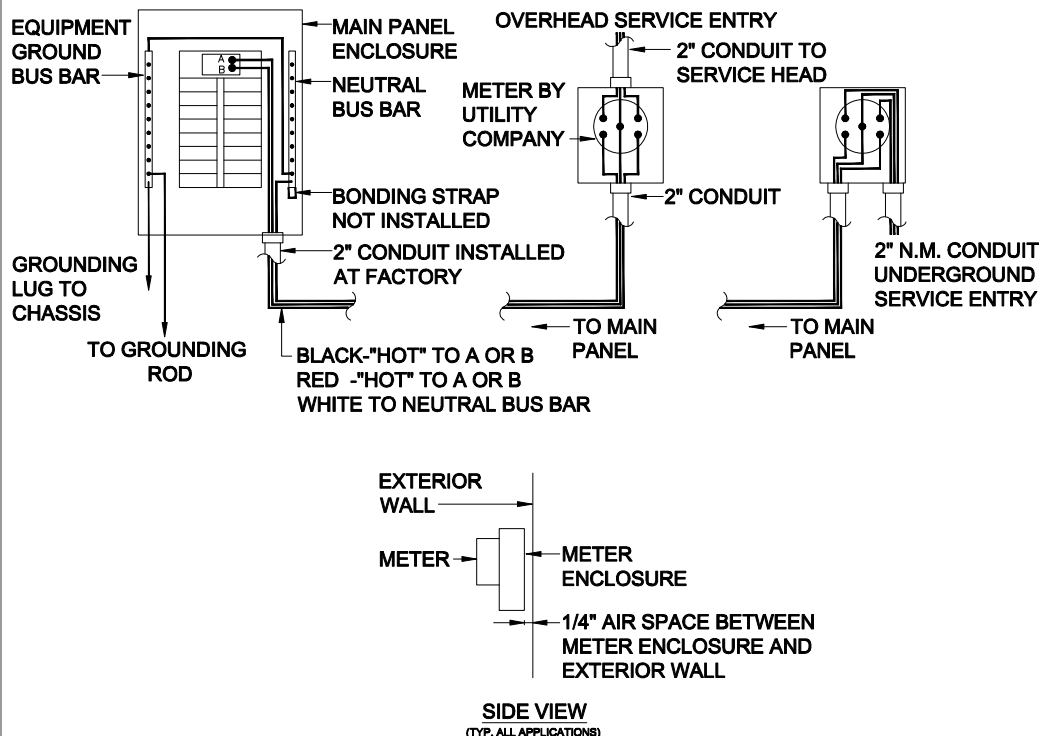 EQUIPMENT
GROUND
BUS BAR
MAIN PANEL
ENCLOSURE
A
B
NEUTRAL
BUS BAR
BONDING STRAP
NOT INSTALLED
2" CONDUIT INSTALLED
AT FACTORY
GROUNDING
LUG TO
CHASSIS
TO GROUNDING
ROD
BLACK-"HOT" TO A OR B
RED -"HOT" TO A OR B
WHITE TO NEUTRAL BUS BAR
OVERHEAD SERVICE ENTRY
2" CONDUIT TO
SERVICE HEAD
METER BY
UTILITY
COMPANY
2" CONDUIT
TO MAIN
PANEL
2" N.M. CONDUIT
UNDERGROUND
SERVICE ENTRY
TO MAIN
PANEL
EXTERIOR
WALL
METER
METER
ENCLOSURE
1/4" AIR SPACE BETWEEN
METER ENCLOSURE AND
EXTERIOR WALL
SIDE VIEW
(TYP. ALL APPLICATIONS)